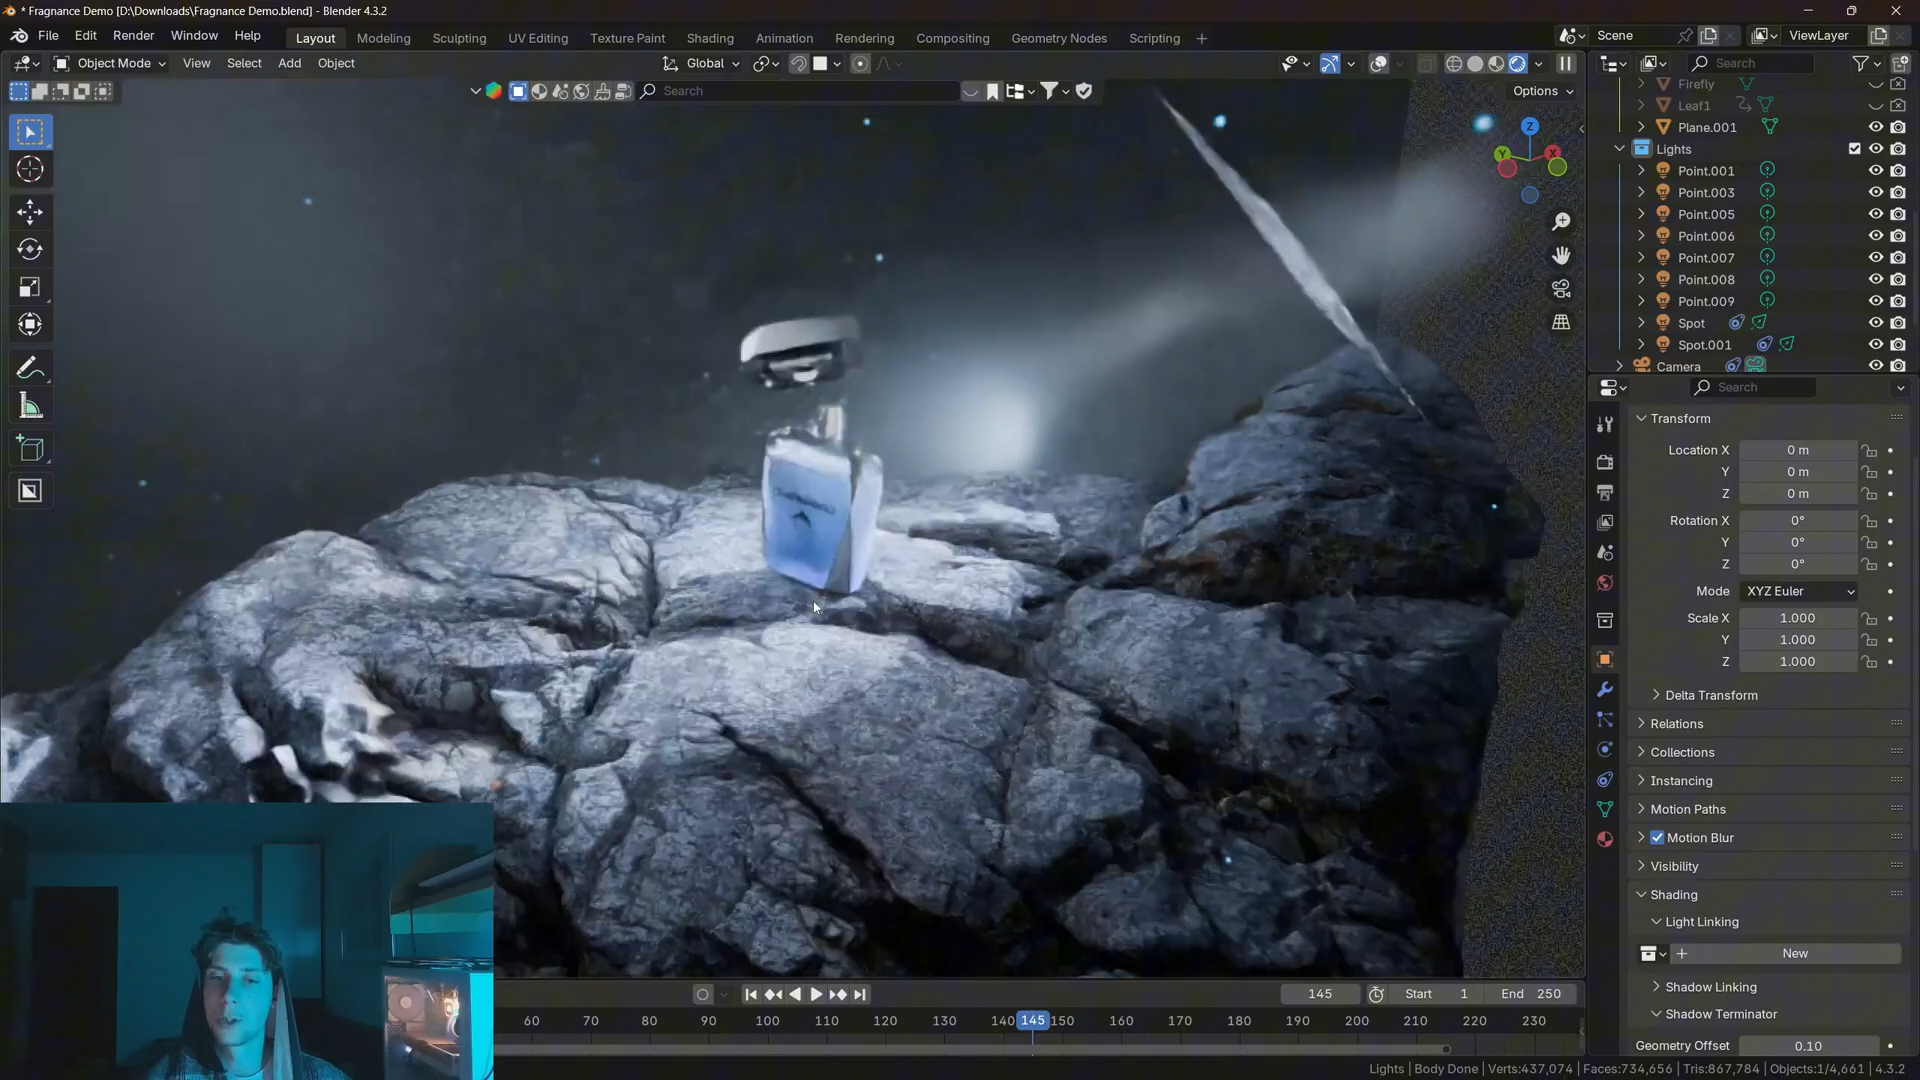 * Fragnance Demo [D:\Downloads\Fragnance Demo.blend] - Blender 4.3.2
File Edit Render Window Help
Layout Modeling Sculpting UV Editing Texture Paint Shading Animation Rendering Compositing Geometry Nodes Scripting +
Scene
ViewLayer
Object Mode View Select Add Object
Global
Search
Search
Options
Z
Y
X
Firefly
Leaf1
Plane.001
Lights
Point.001
Point.003
Point.005
Point.006
Point.007
Point.008
Point.009
Spot
Spot.001
Camera
Search
Transform
Location X 0 m
Y 0 m
Z 0 m
Rotation X 0°
Y 0°
Z 0°
Mode XYZ Euler
Scale X 1.000
Y 1.000
Z 1.000
Delta Transform
Relations
Collections
Instancing
Motion Paths
Motion Blur
Visibility
Shading
Light Linking
+ New
Shadow Linking
Shadow Terminator
Geometry Offset 0.10
145 Start 1 End 250
60 70 80 90 100 110 120 130 140 145 150 160 170 180 190 200 210 220 230
Lights | Body Done | Verts:437,074 | Faces:734,656 | Tris:867,784 | Objects:1/4,661 | 4.3.2